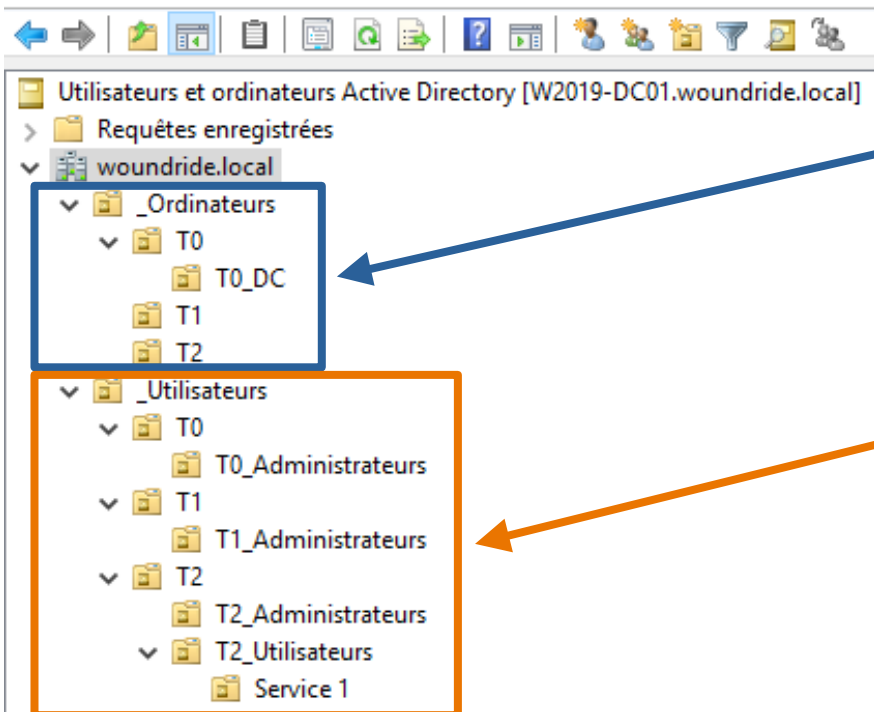 Utilisateurs et ordinateurs Active Directory [W2019-DC01.woundride.local]
Requêtes enregistrées
woundride.local
_Ordinateurs
T0
T0_DC
T1
T2
_Utilisateurs
T0
T0_Administrateurs
T1
T1_Administrateurs
T2
T2_Administrateurs
T2_Utilisateurs
Service 1